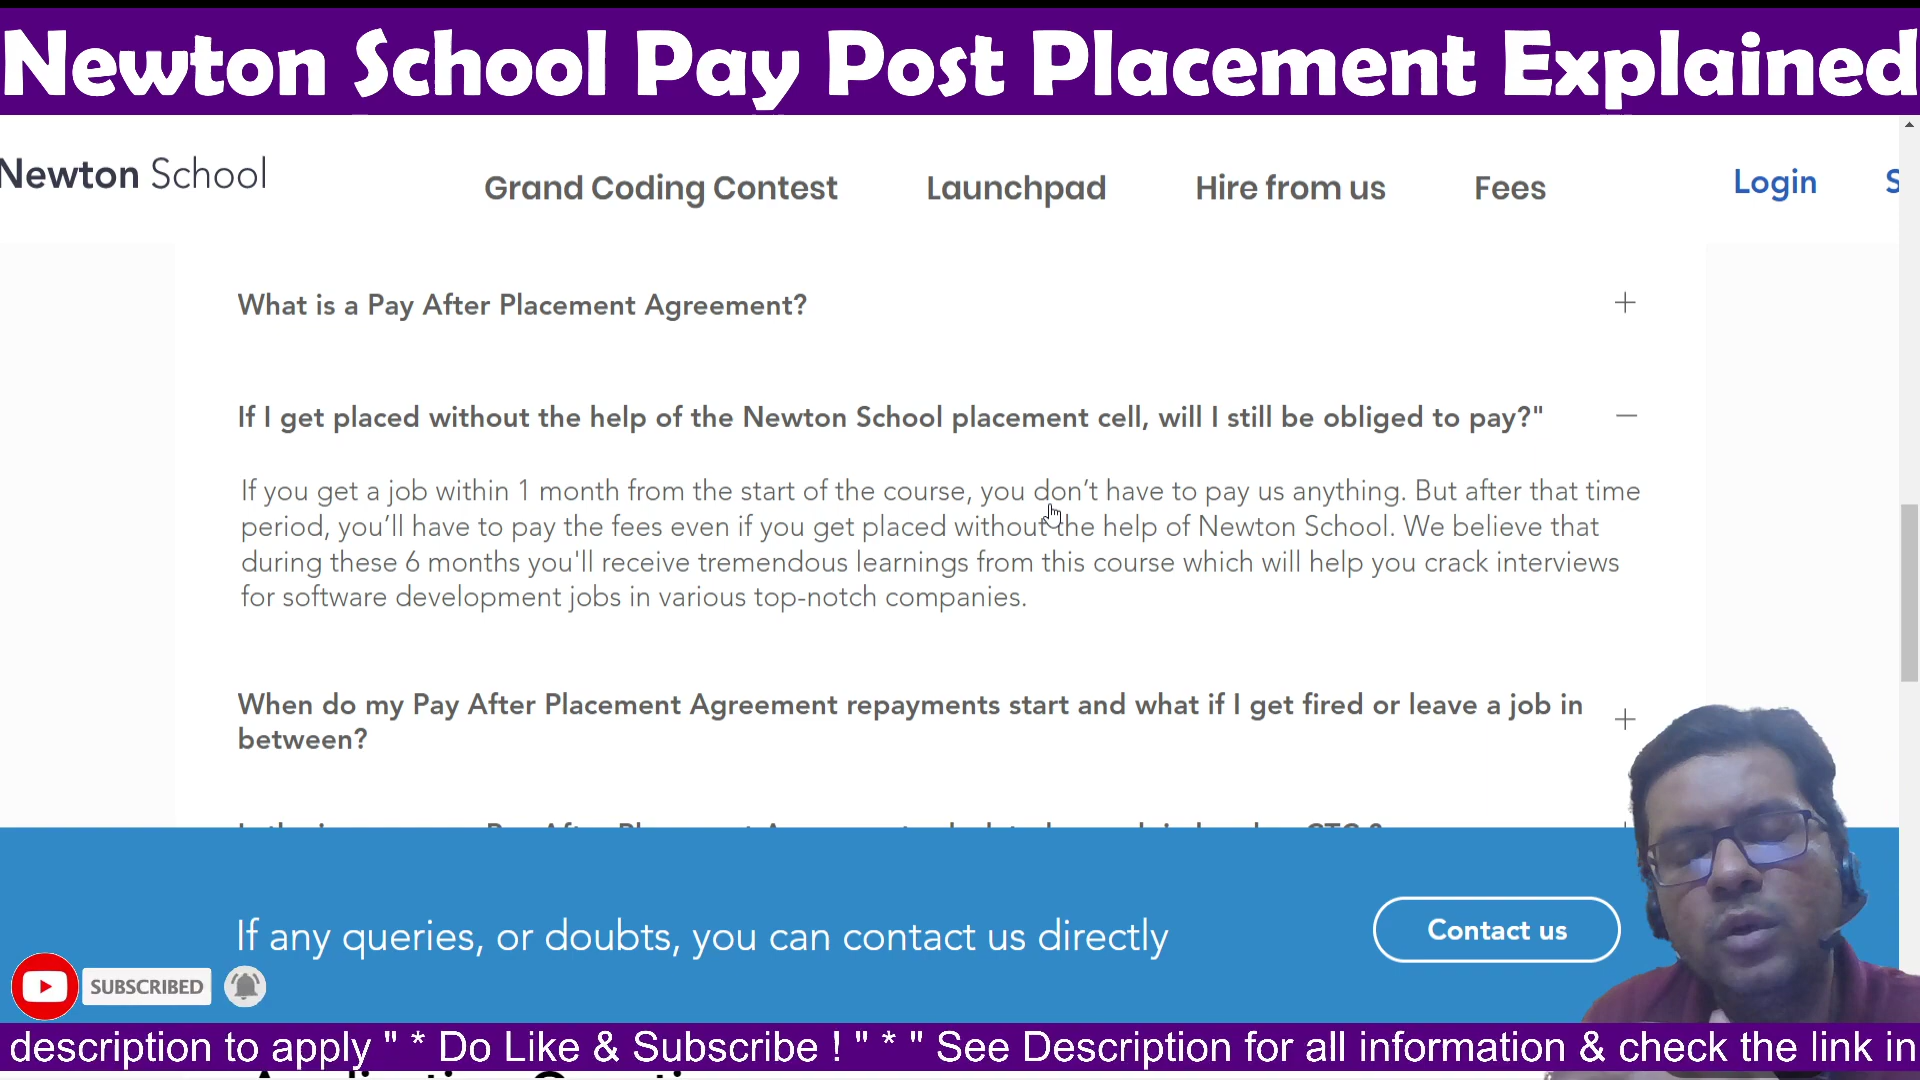 Newton School Pay Post Placement Explained
Newton School
Grand Coding Contest Launchpad Hire from us Fees Login S
What is a Pay After Placement Agreement?
If I get placed without the help of the Newton School placement cell, will I still be obliged to pay?"
If you get a job within 1 month from the start of the course, you don't have to pay us anything. But after that time
period, you'll have to pay the fees even if you get placed without the help of Newton School. We believe that
during these 6 months you'll receive tremendous learnings from this course which will help you crack interviews
for software development jobs in various top-notch companies.
When do my Pay After Placement Agreement repayments start and what if I get fired or leave a job in
between?
If any queries, or doubts, you can contact us directly
Contact us
SUBSCRIBED
description to apply " * Do Like & Subscribe ! " * " See Description for all information & check the link in